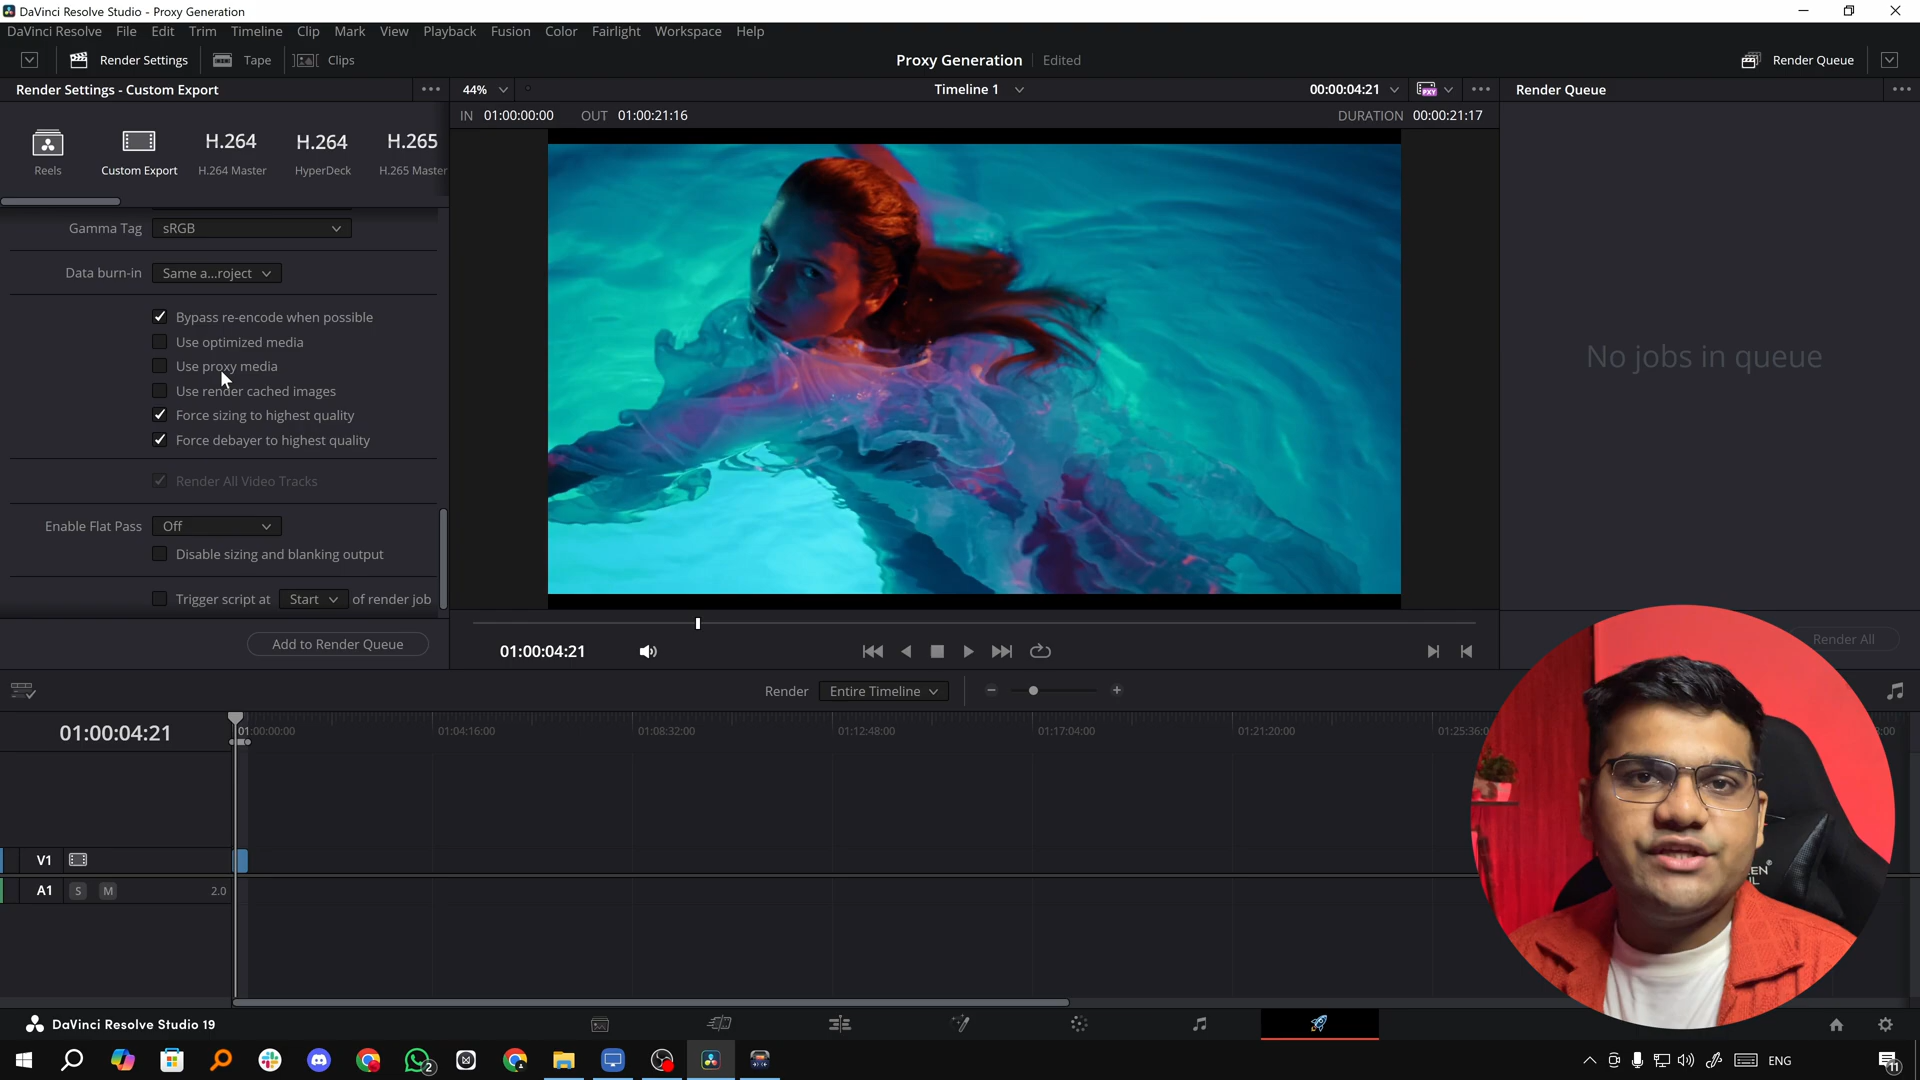 DaVinci Resolve Studio - Proxy Generation
DaVinci Resolve File Edit Trim Timeline Clip Mark View Playback Fusion Color Fairlight Workspace Help
Render Settings Tape Clips Proxy Generation Edited Render Queue
Render Settings - Custom Export 44% Timeline 1 00:00:04:21 PXY Render Queue
IN 01:00:00:00 OUT 01:00:21:16 DURATION 00:00:21:17
H.264 H.264 H.265
Reels Custom Export H.264 Master HyperDeck H.265 Master
Gamma Tag sRGB
Data burn-in Same a...roject
Bypass re-encode when possible
Use optimized media
Use proxy media
No jobs in queue
Use render cached images
Force sizing to highest quality
Force debayer to highest quality
Render All Video Tracks
Enable Flat Pass Off
Disable sizing and blanking output
Trigger script at Start of render job
Add to Render Queue
01:00:04:21
Render All
Render Entire Timeline
01:00:04:21
01:00:00:00 01:04:16:00 01:08:32:00 01:12:48:00 01:17:04:00 01:21:20:00 01:25:36:0
V1
A1 S M 2.0
DaVinci Resolve Studio 19
2
ENG
11